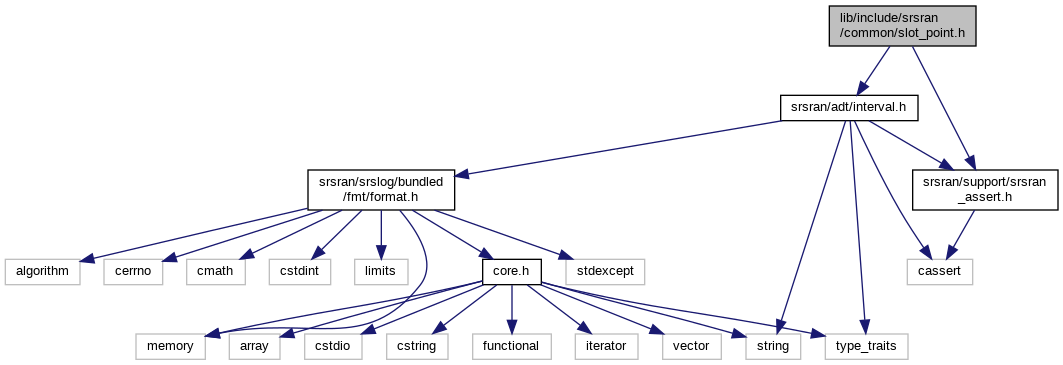 lib/include/srsran
/common/slot_point.h
srsran/adt/interval.h
srsran/srslog/bundled
/fmt/format.h
srsran/support/srsran
_assert.h
algorithm
cerrno
cmath
cstdint
limits
core.h
stdexcept
cassert
memory
array
cstdio
cstring
functional
iterator
vector
string
type_traits